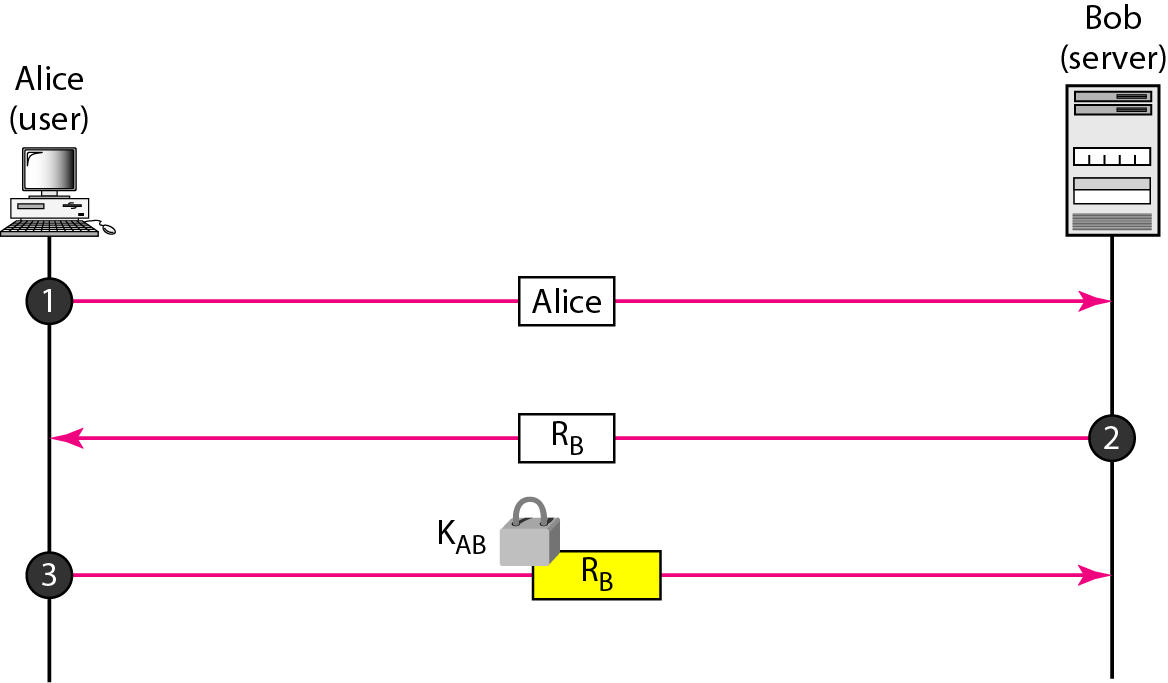 Bob
(server)
Alice
(user)
1
Alice
R_B
2
K_AB
3
R_B